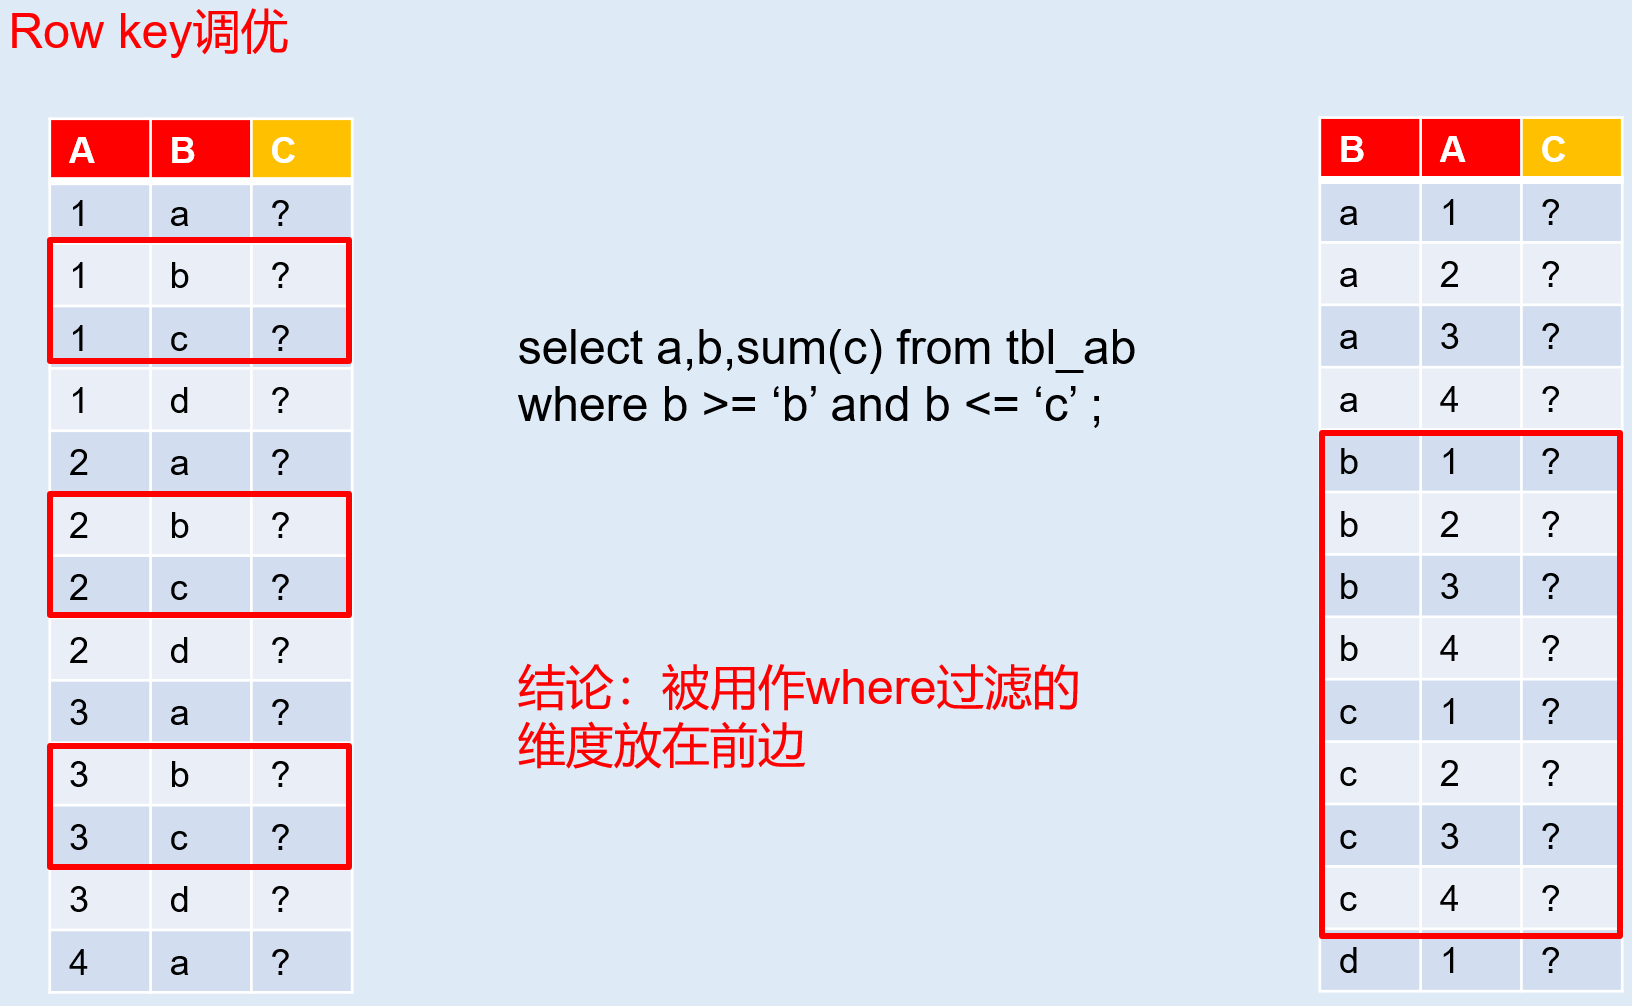 Row key调优
A B C
1 a ?
1 b ?
1 c ?
1 d ?
2 a ?
2 b ?
2 c ?
2 d ?
3 a ?
3 b ?
3 c ?
3 d ?
4 a ?
select a,b,sum(c) from tbl_ab
where b >= ‘b’ and b <= ‘c’ ;
结论：被用作where过滤的
维度放在前边
B A C
a 1 ?
a 2 ?
a 3 ?
a 4 ?
b 1 ?
b 2 ?
b 3 ?
b 4 ?
c 1 ?
c 2 ?
c 3 ?
c 4 ?
d 1 ?